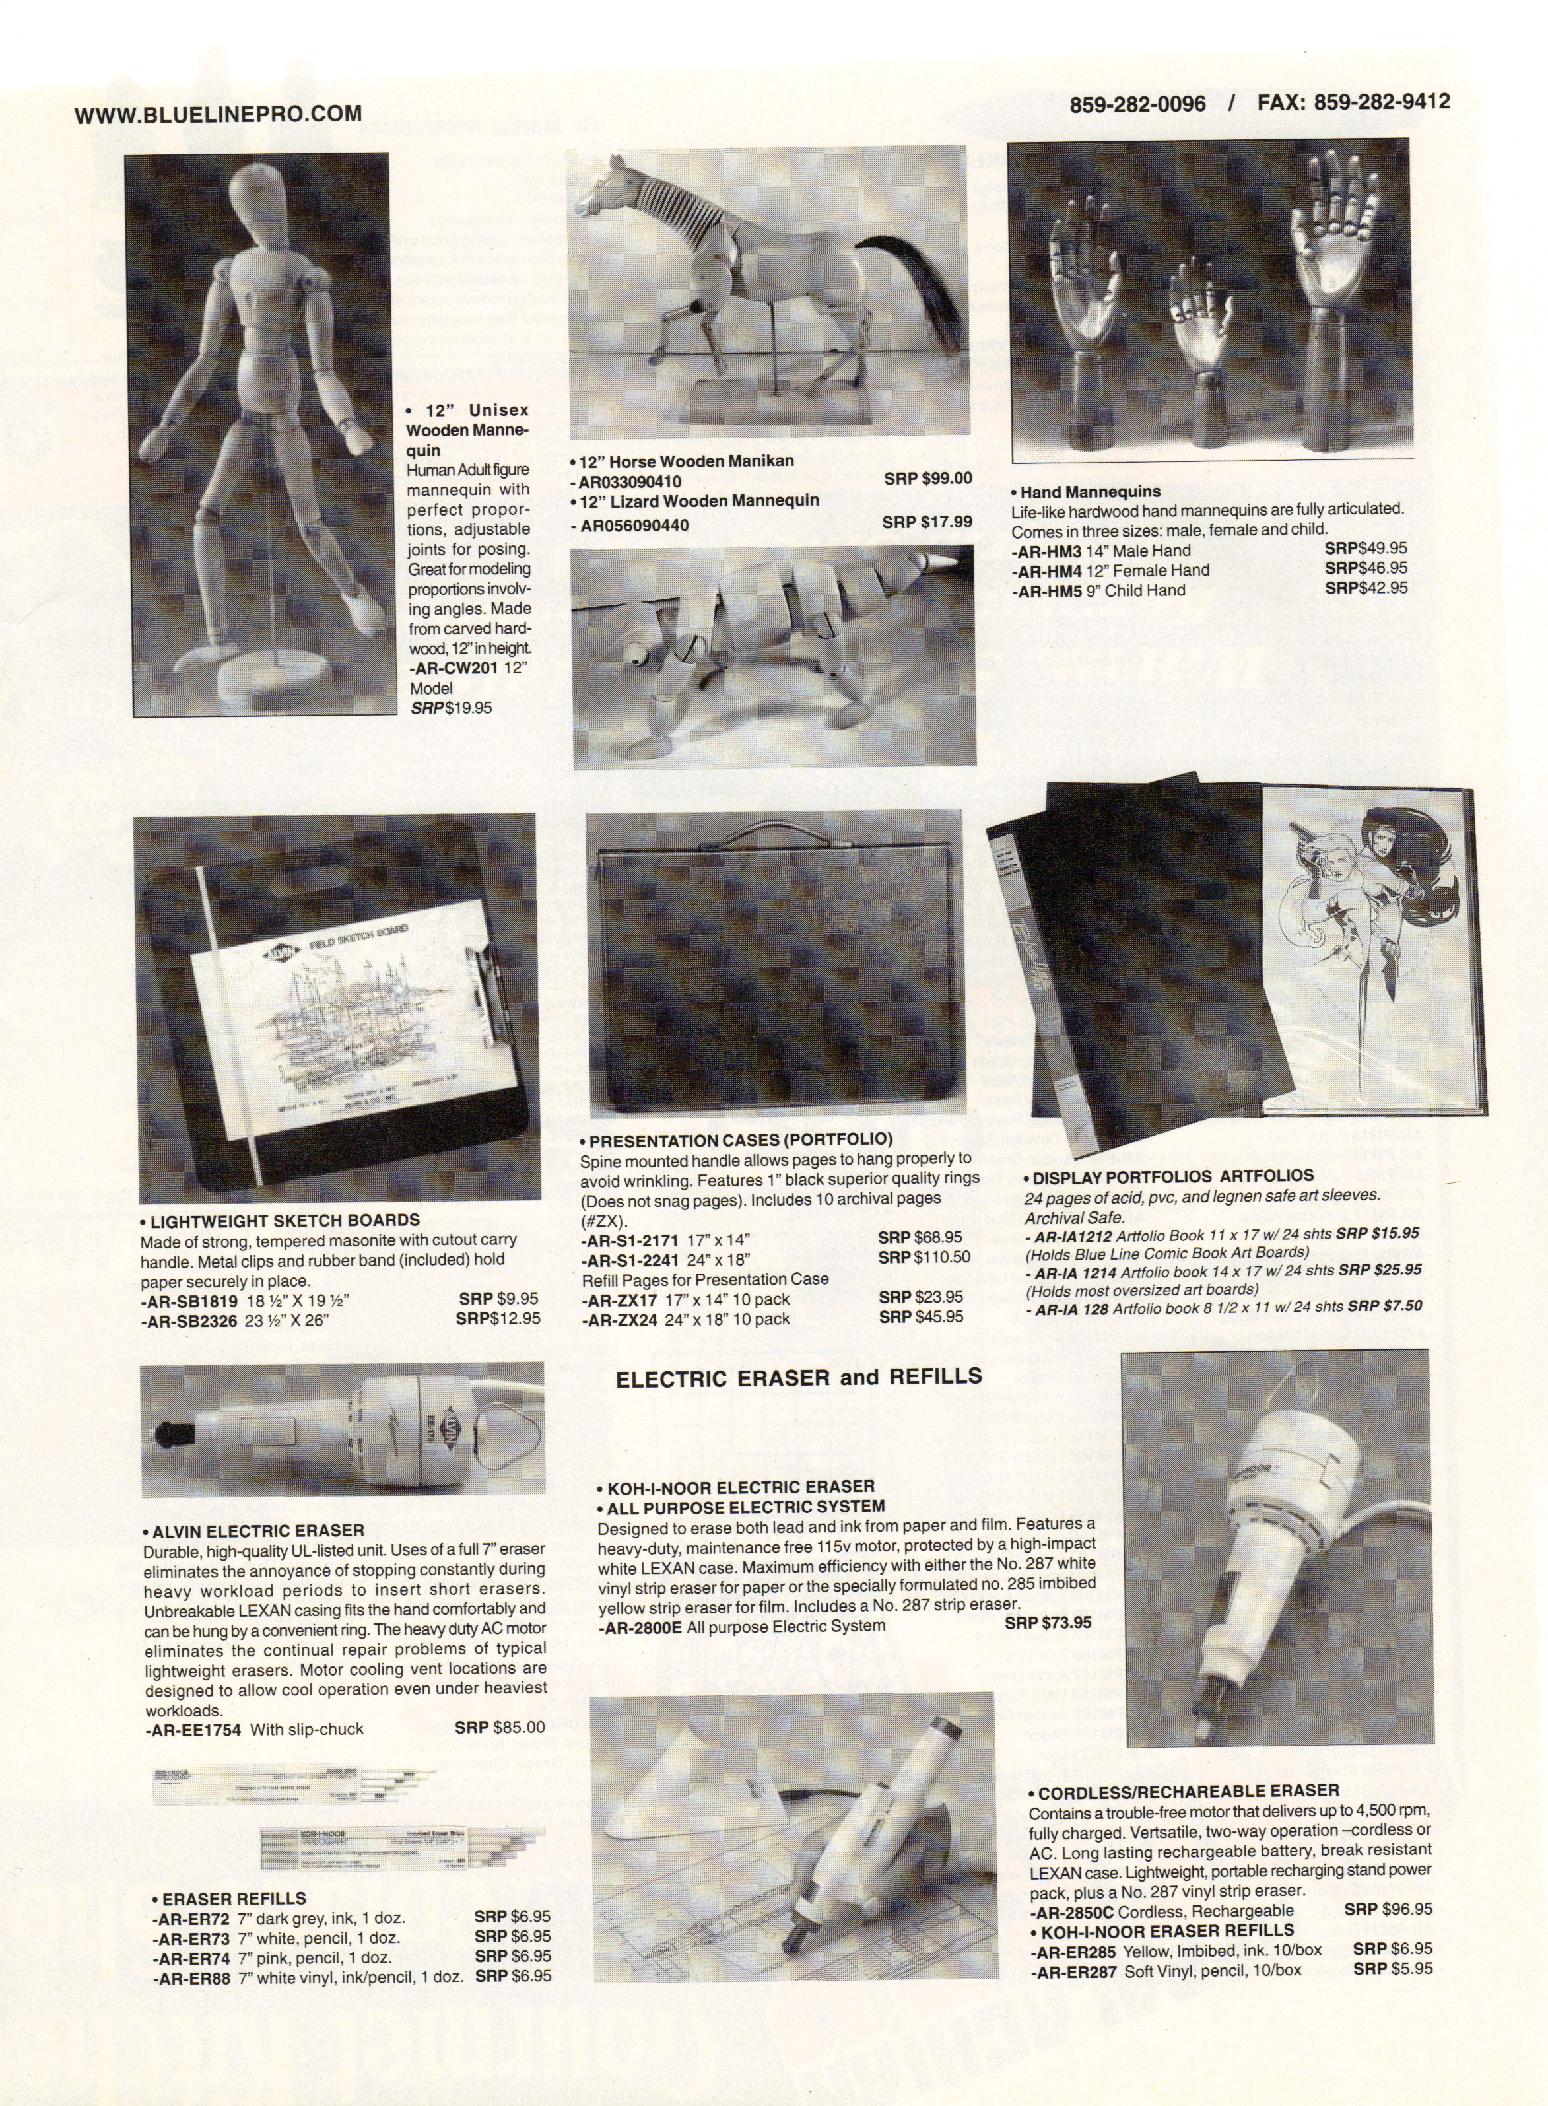 WWW.BLUELINEPRO.COM
859-282-0096 / FAX: 859-282-9412
• 12” Unisex
Wooden Manne-
quin
Human Adult figure
mannequin with
perfect propor-
tions, adjustable
joints for posing.
Great for modeling
proportions involv-
ing angles. Made
from carved hard-
wood, 12” in height.
-AR-CW201 12”
Model
SRP$19.95
• 12” Horse Wooden Manikan
- AR033090410 SRP $99.00
• 12” Lizard Wooden Mannequin
- AR056090440 SRP $17.99
• Hand Mannequins
Life-like hardwood hand mannequins are fully articulated.
Comes in three sizes: male, female and child.
-AR-HM3 14” Male Hand SRP$49.95
-AR-HM4 12” Female Hand SRP$46.95
-AR-HM5 9” Child Hand SRP$42.95
ALVIN FIELD SKETCH BOARD
• LIGHTWEIGHT SKETCH BOARDS
Made of strong, tempered masonite with cutout carry
handle. Metal clips and rubber band (included) hold
paper securely in place.
-AR-SB1819 18 ½” X 19 ½” SRP $9.95
-AR-SB2326 23 ½” X 26” SRP$12.95
• PRESENTATION CASES (PORTFOLIO)
Spine mounted handle allows pages to hang properly to
avoid wrinkling. Features 1” black superior quality rings
(Does not snag pages). Includes 10 archival pages
(#ZX).
-AR-S1-2171 17” x 14” SRP $68.95
-AR-S1-2241 24” x 18” SRP $110.50
Refill Pages for Presentation Case
-AR-ZX17 17” x 14” 10 pack SRP $23.95
-AR-ZX24 24” x 18” 10 pack SRP $45.95
• DISPLAY PORTFOLIOS ARTFOLIOS
24 pages of acid, pvc, and legnen safe art sleeves.
Archival Safe.
- AR-IA1212 Artfolio Book 11 x 17 w/ 24 shts SRP $15.95
(Holds Blue Line Comic Book Art Boards)
- AR-IA 1214 Artfolio book 14 x 17 w/ 24 shts SRP $25.95
(Holds most oversized art boards)
- AR-IA 128 Artfolio book 8 1/2 x 11 w/ 24 shts SRP $7.50
ELECTRIC ERASER and REFILLS
ALVIN
• ALVIN ELECTRIC ERASER
Durable, high-quality UL-listed unit. Uses of a full 7” eraser
eliminates the annoyance of stopping constantly during
heavy workload periods to insert short erasers.
Unbreakable LEXAN casing fits the hand comfortably and
can be hung by a convenient ring. The heavy duty AC motor
eliminates the continual repair problems of typical
lightweight erasers. Motor cooling vent locations are
designed to allow cool operation even under heaviest
workloads.
-AR-EE1754 With slip-chuck SRP $85.00
• KOH-I-NOOR ELECTRIC ERASER
• ALL PURPOSE ELECTRIC SYSTEM
Designed to erase both lead and ink from paper and film. Features a
heavy-duty, maintenance free 115v motor, protected by a high-impact
white LEXAN case. Maximum efficiency with either the No. 287 white
vinyl strip eraser for paper or the specially formulated no. 285 imbibed
yellow strip eraser for film. Includes a No. 287 strip eraser.
-AR-2800E All purpose Electric System SRP $73.95
KOH-I-NOOR
• ERASER REFILLS
-AR-ER72 7” dark grey, ink, 1 doz. SRP $6.95
-AR-ER73 7” white, pencil, 1 doz. SRP $6.95
-AR-ER74 7” pink, pencil, 1 doz. SRP $6.95
-AR-ER88 7” white vinyl, ink/pencil, 1 doz. SRP $6.95
• CORDLESS/RECHAREABLE ERASER
Contains a trouble-free motor that delivers up to 4,500 rpm,
fully charged. Vertsatile, two-way operation –cordless or
AC. Long lasting rechargeable battery, break resistant
LEXAN case. Lightweight, portable recharging stand power
pack, plus a No. 287 vinyl strip eraser.
-AR-2850C Cordless, Rechargeable SRP $96.95
• KOH-I-NOOR ERASER REFILLS
-AR-ER285 Yellow, Imbibed, ink. 10/box SRP $6.95
-AR-ER287 Soft Vinyl, pencil, 10/box SRP $5.95